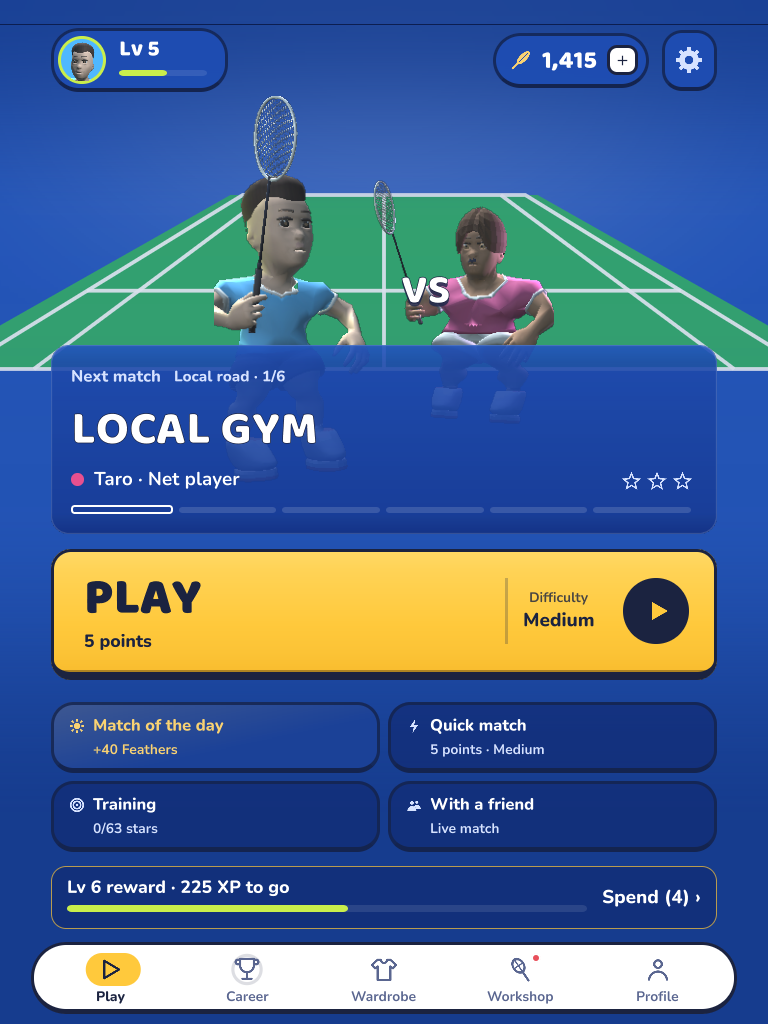 Lv 5
1,415
+
VS
Next match Local road · 1/6
LOCAL GYM
Taro · Net player
PLAY
5 points
Difficulty
Medium
Match of the day
+40 Feathers
Quick match
5 points · Medium
Training
0/63 stars
With a friend
Live match
Lv 6 reward · 225 XP to go
Spend (4) ›
Play
Career
Wardrobe
Workshop
Profile